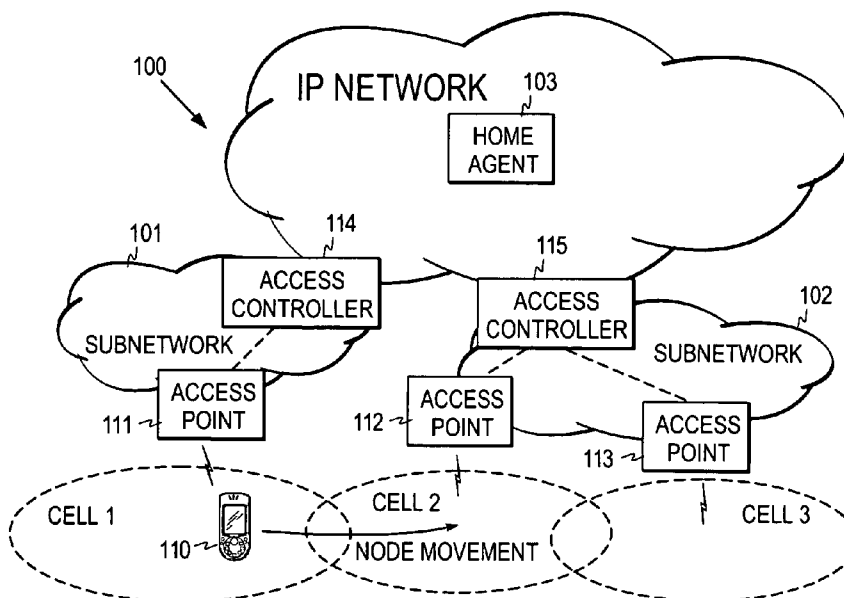 100
IP NETWORK
103
HOME
AGENT
101
114
ACCESS
CONTROLLER
115
ACCESS
CONTROLLER
102
SUBNETWORK
SUBNETWORK
ACCESS
POINT
111
ACCESS
POINT
112
ACCESS
POINT
113
CELL 1
110
CELL 2
NODE MOVEMENT
CELL 3